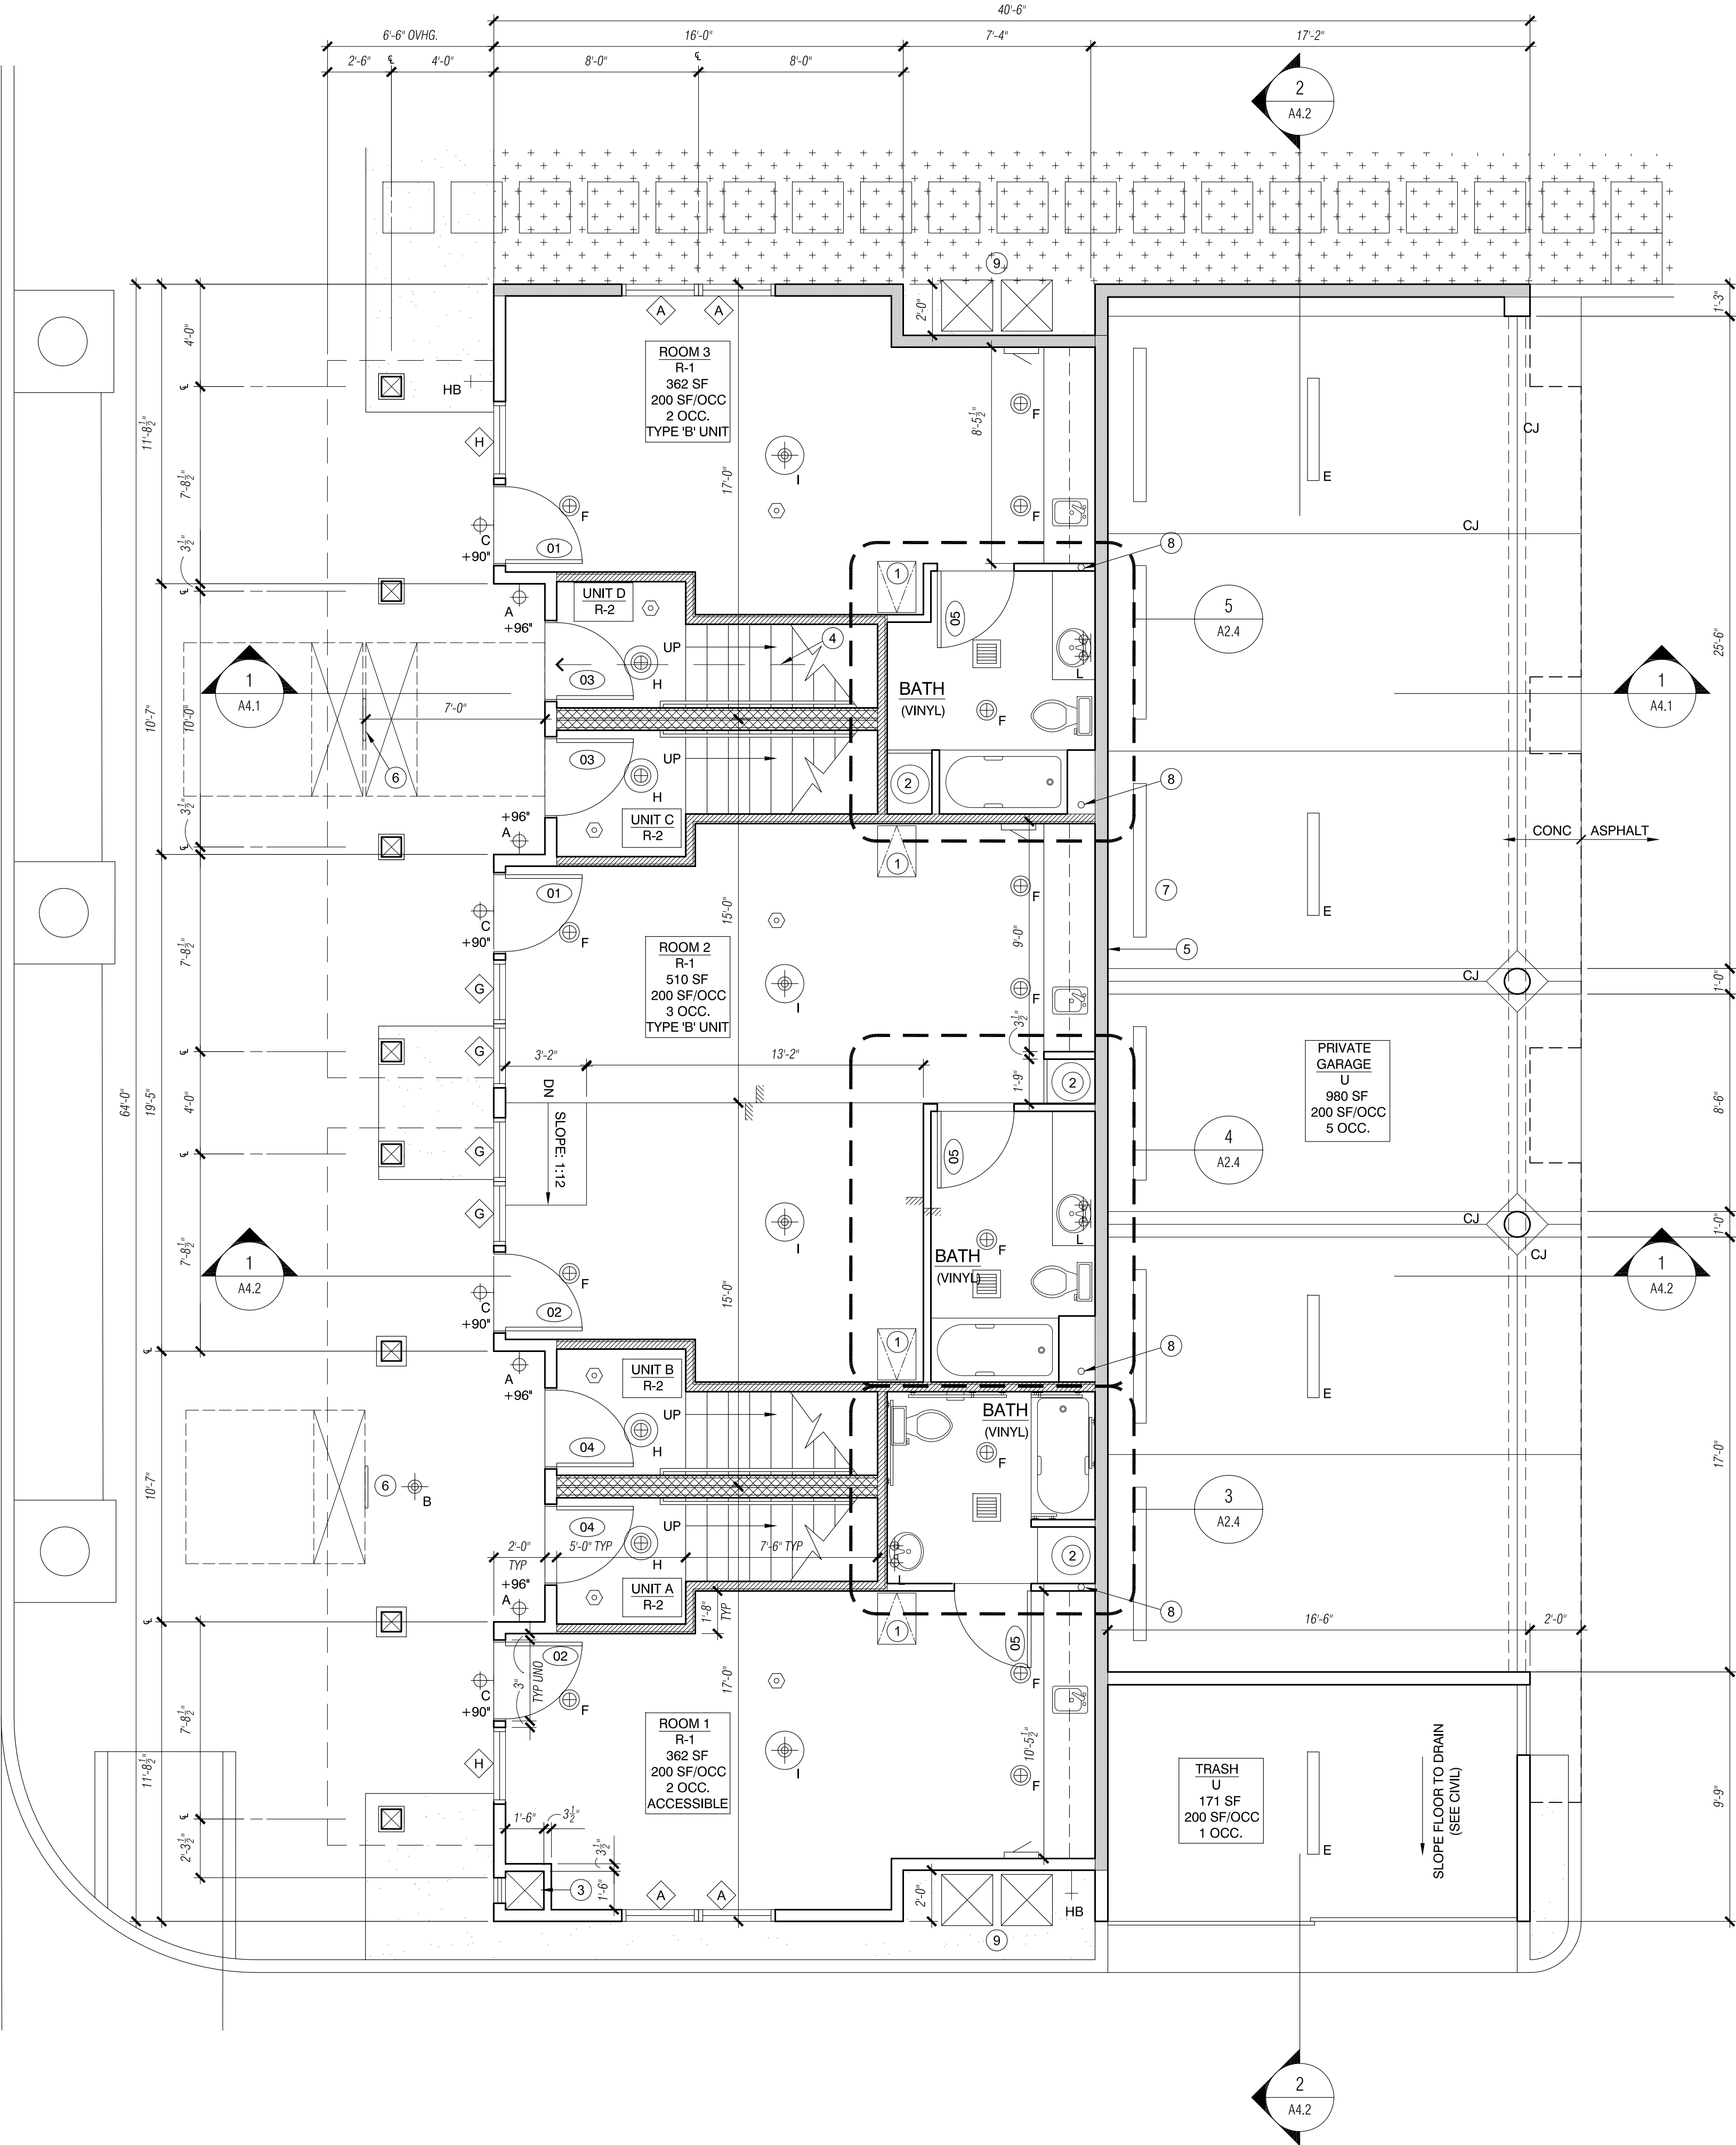 40'-6"
6'-6" OVHG.
16'-0"
7'-4"
17'-2"
2'-6"
℄
4'-0"
8'-0"
℄
8'-0"
2
A4.2
9
A
A
2'-0"
1'-3"
4'-0"
ROOM 3
R-1
362 SF
200 SF/OCC
2 OCC.
TYPE 'B' UNIT
HB
℄
F
CJ
11'-8½"
H
8'-5½"
I
E
7'-8½"
17'-0"
F
F
C
+90"
01
CJ
3½"
8
℄
UNIT D
R-2
1
A
+96"
05
5
A2.4
25'-6"
UP
4
L
03
H
BATH
(VINYL)
1
A4.1
1
A4.1
10'-7"
10'-0"
7'-0"
F
6
03
UP
H
2
8
3½"
+96"
A
UNIT C
R-2
CONC
ASPHALT
℄
1
01
F
7
E
C
+90"
F
15'-0"
ROOM 2
R-1
510 SF
200 SF/OCC
3 OCC.
TYPE 'B' UNIT
9'-0"
5
7'-8½"
G
I
F
CJ
1'-0"
3½"
G
℄
3'-2"
13'-2"
PRIVATE
GARAGE
U
980 SF
200 SF/OCC
5 OCC.
DN
1'-9"
2
64'-0"
19'-5"
4'-0"
8'-6"
SLOPE: 1:12
G
℄
05
4
A2.4
G
I
L
CJ
1'-0"
7'-8½"
BATH
(VINYL)
F
CJ
1
A4.2
1
A4.2
F
C
+90"
02
15'-0"
1
8
℄
A
+96"
UNIT B
R-2
E
UP
BATH
(VINYL)
H
04
F
17'-0"
10'-7"
6
B
3
A2.4
04
UP
2'-0"
TYP
5'-0" TYP
7'-6" TYP
H
2
+96"
A
UNIT A
R-2
L
8
℄
1'-8"
TYP
1
16'-6"
2'-0"
02
05
3"
TYP UNO
F
17'-0"
F
C
+90"
7'-8½"
ROOM 1
R-1
362 SF
200 SF/OCC
2 OCC.
ACCESSIBLE
10'-5½"
11'-8½"
H
I
F
TRASH
U
171 SF
200 SF/OCC
1 OCC.
SLOPE FLOOR TO DRAIN
(SEE CIVIL)
9'-9"
℄
1'-6"
3½"
E
2'-3½"
3½"
3
1'-6"
A
A
2'-0"
HB
9
2
A4.2